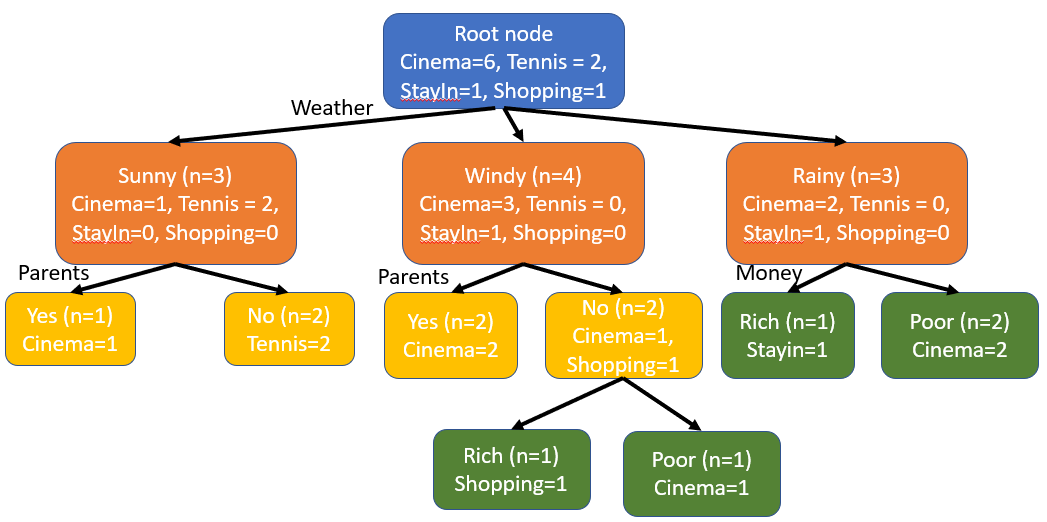 Root node
Cinema=6, Tennis = 2,
StayIn=1, Shopping=1
Weather
Sunny (n=3)
Cinema=1, Tennis = 2,
StayIn=0, Shopping=0
Windy (n=4)
Cinema=3, Tennis = 0,
StayIn=1, Shopping=0
Rainy (n=3)
Cinema=2, Tennis = 0,
StayIn=1, Shopping=0
Parents
Parents
Money
Yes (n=1)
Cinema=1
No (n=2)
Tennis=2
Yes (n=2)
Cinema=2
No (n=2)
Cinema=1,
Shopping=1
Rich (n=1)
Stayin=1
Poor (n=2)
Cinema=2
Rich (n=1)
Shopping=1
Poor (n=1)
Cinema=1